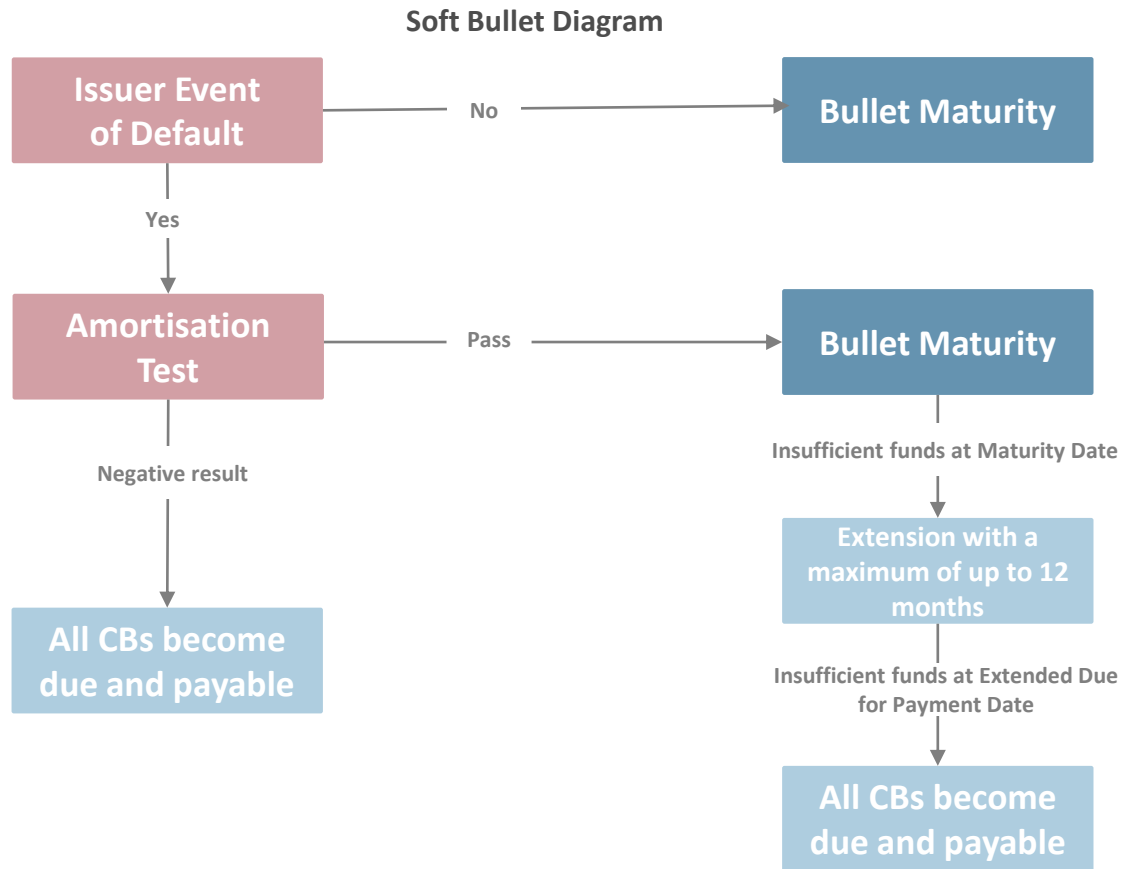 Soft Bullet Diagram
Issuer Event
of Default
No
Bullet Maturity
Yes
Amortisation
Test
Pass
Bullet Maturity
Negative result
Insufficient funds at Maturity Date
Extension with a
maximum of up to 12
months
All CBs become
due and payable
Insufficient funds at Extended Due
for Payment Date
All CBs become
due and payable